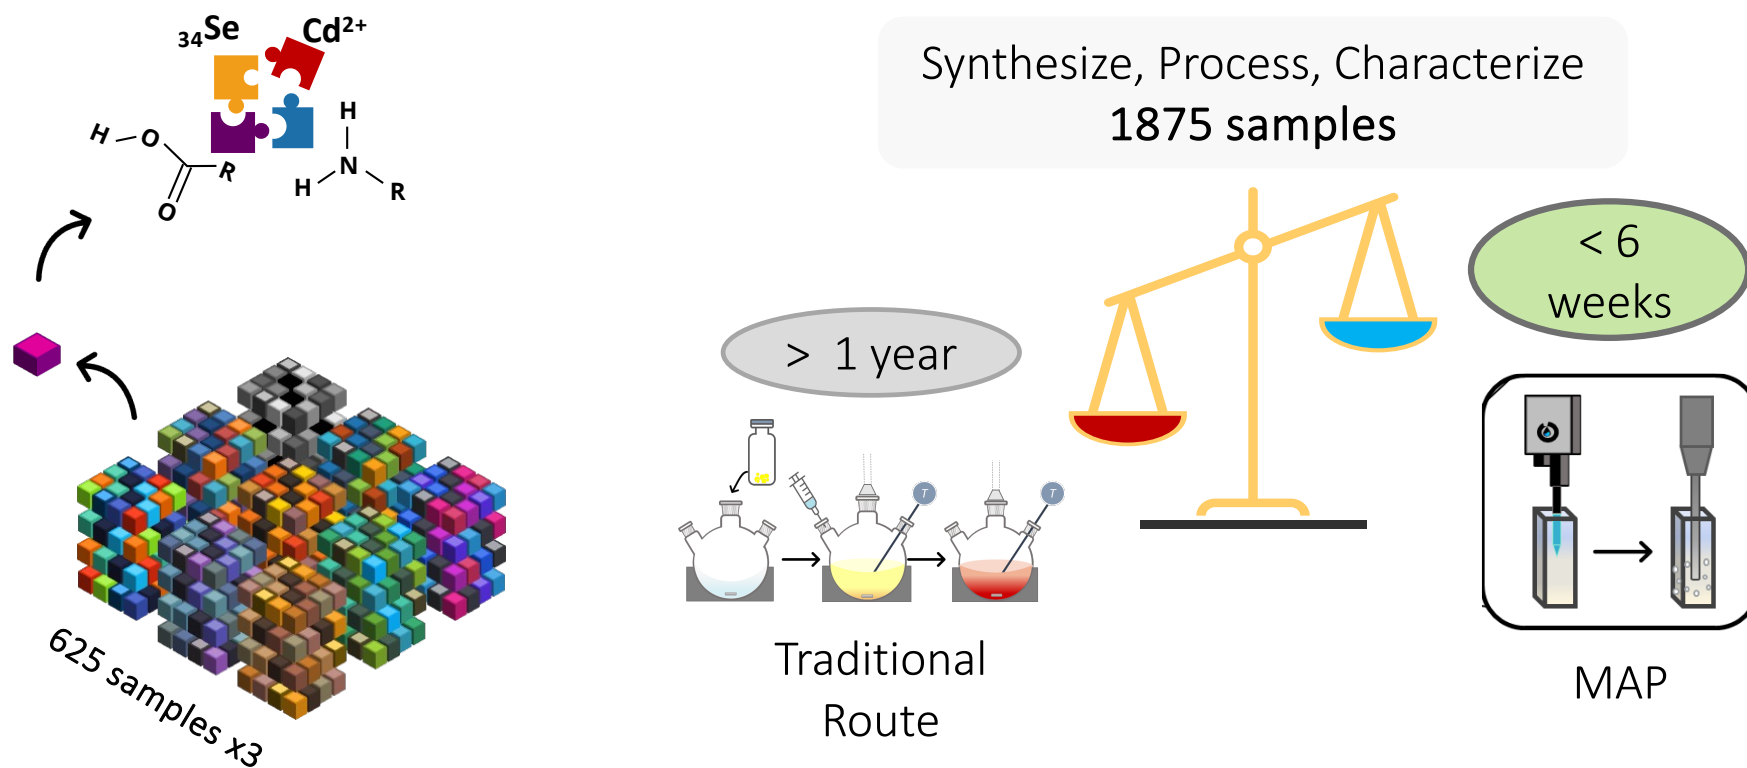 ₃₄Se
Cd²⁺
H
O
R
O
H
N
H
R
625 samples x3
Synthesize, Process, Characterize
1875 samples
> 1 year
< 6
weeks
T
T
Traditional
Route
MAP